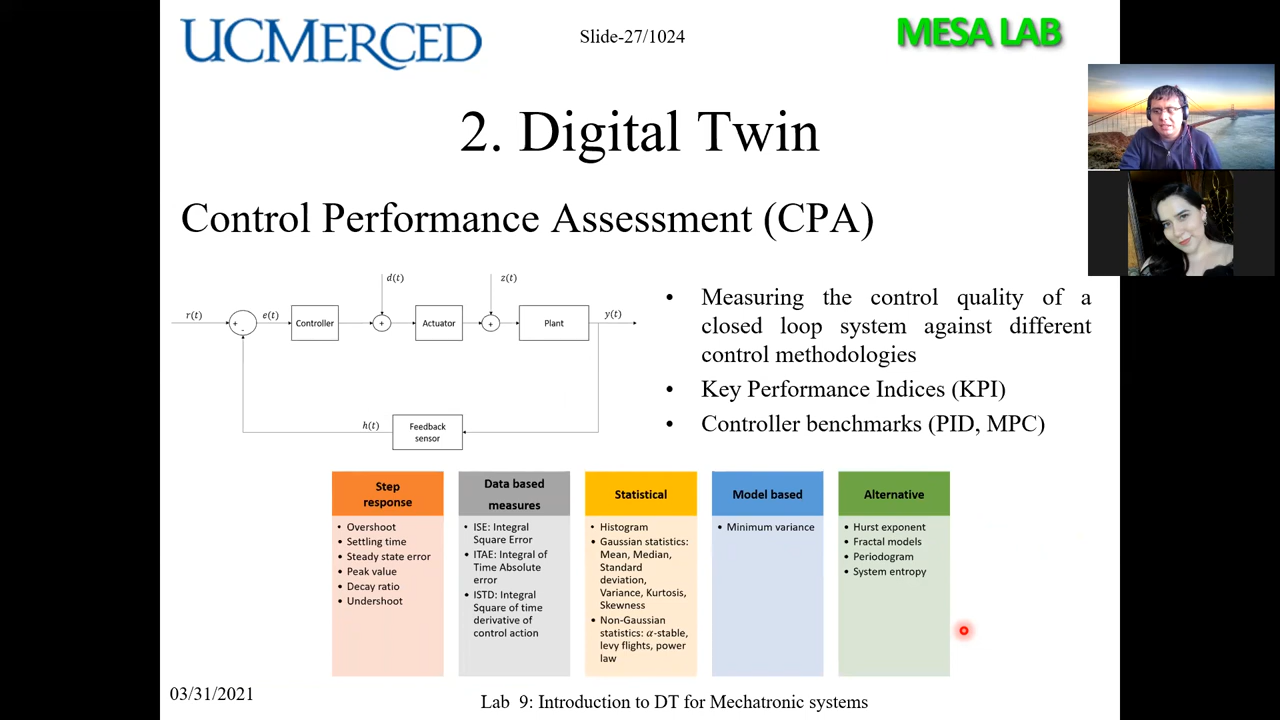 UCMERCED
Slide-27/1024
MESA LAB
2. Digital Twin
Control Performance Assessment (CPA)
d(t)
z(t)
r(t)
+
-
e(t)
Controller
+
Actuator
+
Plant
y(t)
h(t)
Feedback
sensor
• Measuring the control quality of a
closed loop system against different
control methodologies
• Key Performance Indices (KPI)
• Controller benchmarks (PID, MPC)
Step
response
• Overshoot
• Settling time
• Steady state error
• Peak value
• Decay ratio
• Undershoot
Data based
measures
• ISE: Integral
Square Error
• ITAE: Integral of
Time Absolute
error
• ISTD: Integral
Square of time
derivative of
control action
Statistical
• Histogram
• Gaussian statistics:
Mean, Median,
Standard
deviation,
Variance, Kurtosis,
Skewness
• Non-Gaussian
statistics: α-stable,
levy flights, power
law
Model based
• Minimum variance
Alternative
• Hurst exponent
• Fractal models
• Periodogram
• System entropy
03/31/2021
Lab 9: Introduction to DT for Mechatronic systems